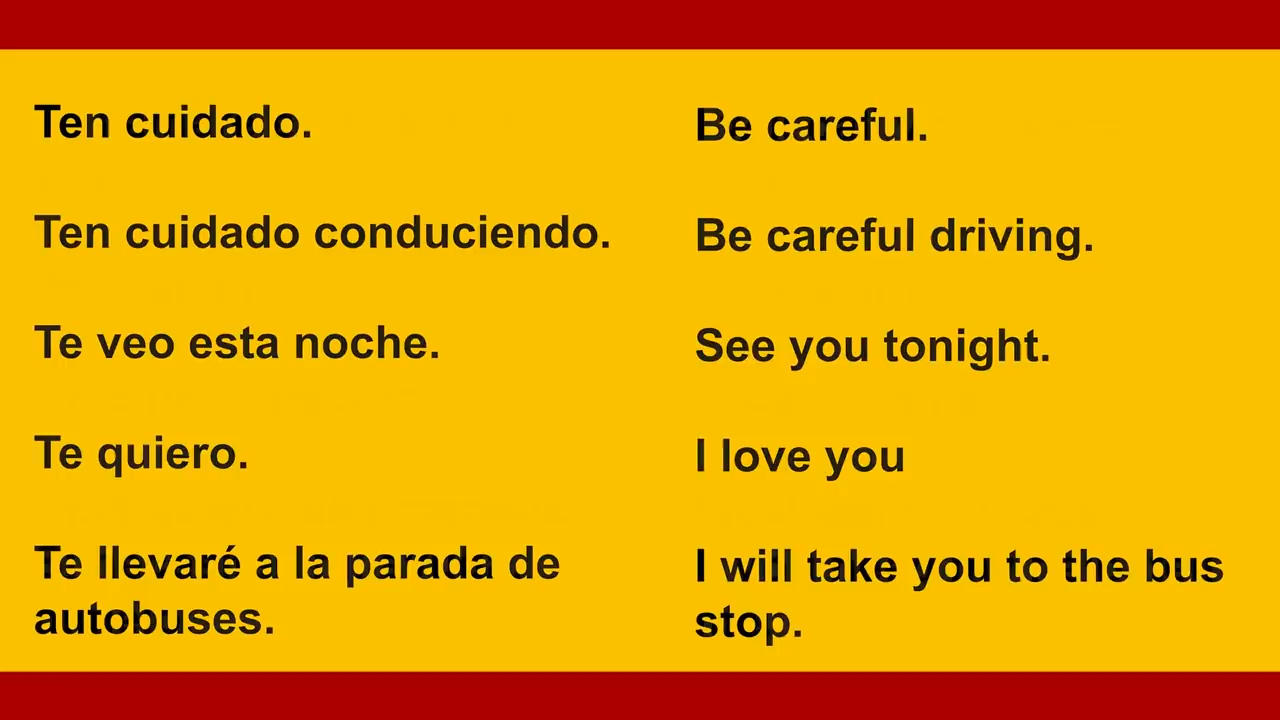 Ten cuidado.
Be careful.
Ten cuidado conduciendo.
Be careful driving.
Te veo esta noche.
See you tonight.
Te quiero.
I love you
Te llevaré a la parada de
autobuses.
I will take you to the bus
stop.